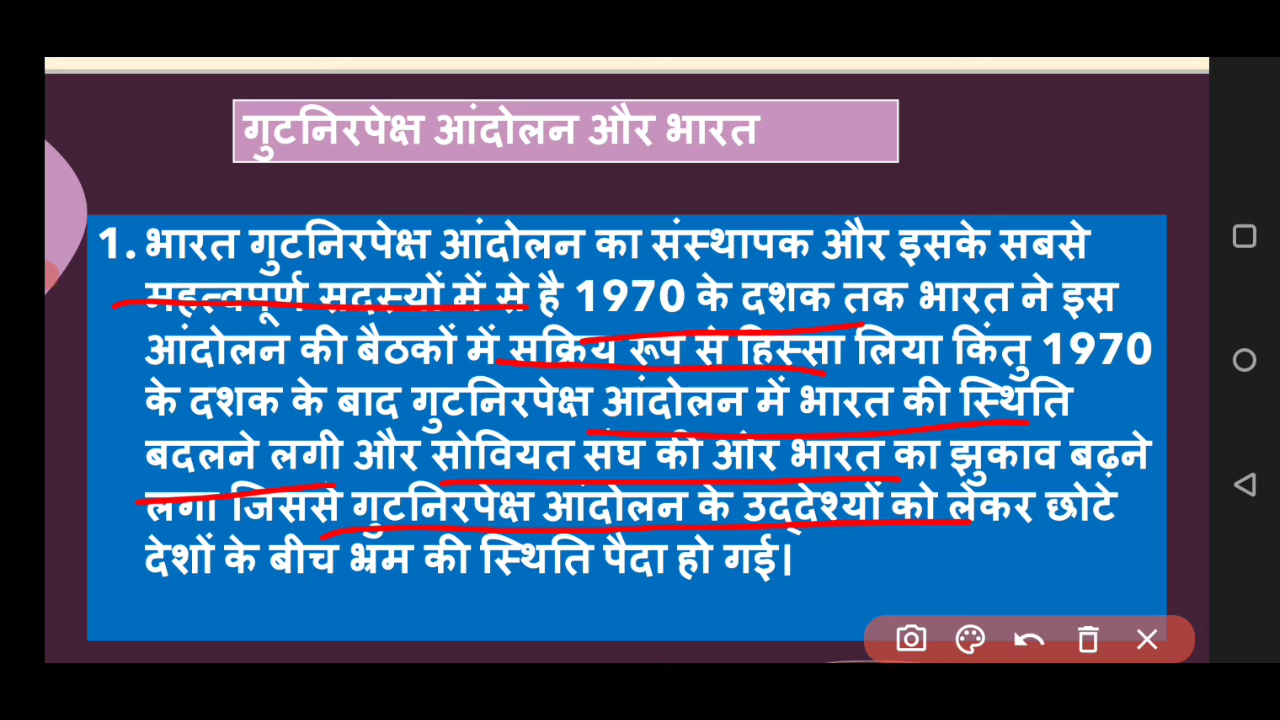 गुटनिरपेक्ष आंदोलन और भारत
1. भारत गुटनिरपेक्ष आंदोलन का संस्थापक और इसके सबसे
महत्वपूर्ण सदस्यों में से है 1970 के दशक तक भारत ने इस
आंदोलन की बैठकों में सक्रिय रूप से हिस्सा लिया किंतु 1970
के दशक के बाद गुटनिरपेक्ष आंदोलन में भारत की स्थिति
बदलने लगी और सोवियत संघ की ओर भारत का झुकाव बढ़ने
लगा जिससे गुटनिरपेक्ष आंदोलन के उद्देश्यों को लेकर छोटे
देशों के बीच भ्रम की स्थिति पैदा हो गई।